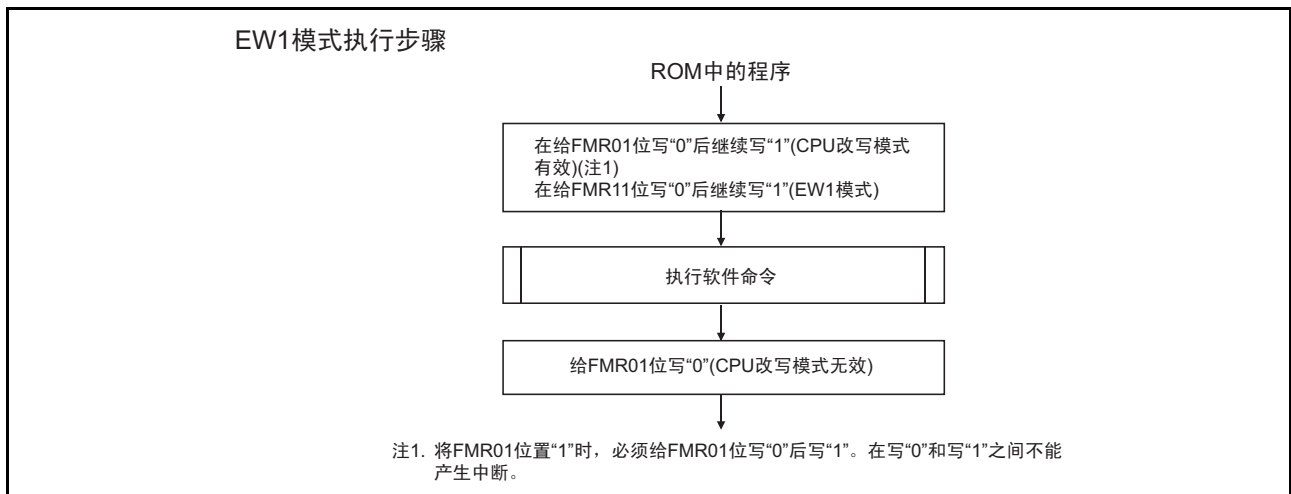 EW1模式执行步骤
ROM中的程序
在给FMR01位写“0”后继续写“1”(CPU改写模式
有效)(注1)
在给FMR11位写“0”后继续写“1”(EW1模式)
执行软件命令
给FMR01位写“0”(CPU改写模式无效)
注1. 将FMR01位置“1”时，必须给FMR01位写“0”后写“1”。在写“0”和写“1”之间不能
产生中断。